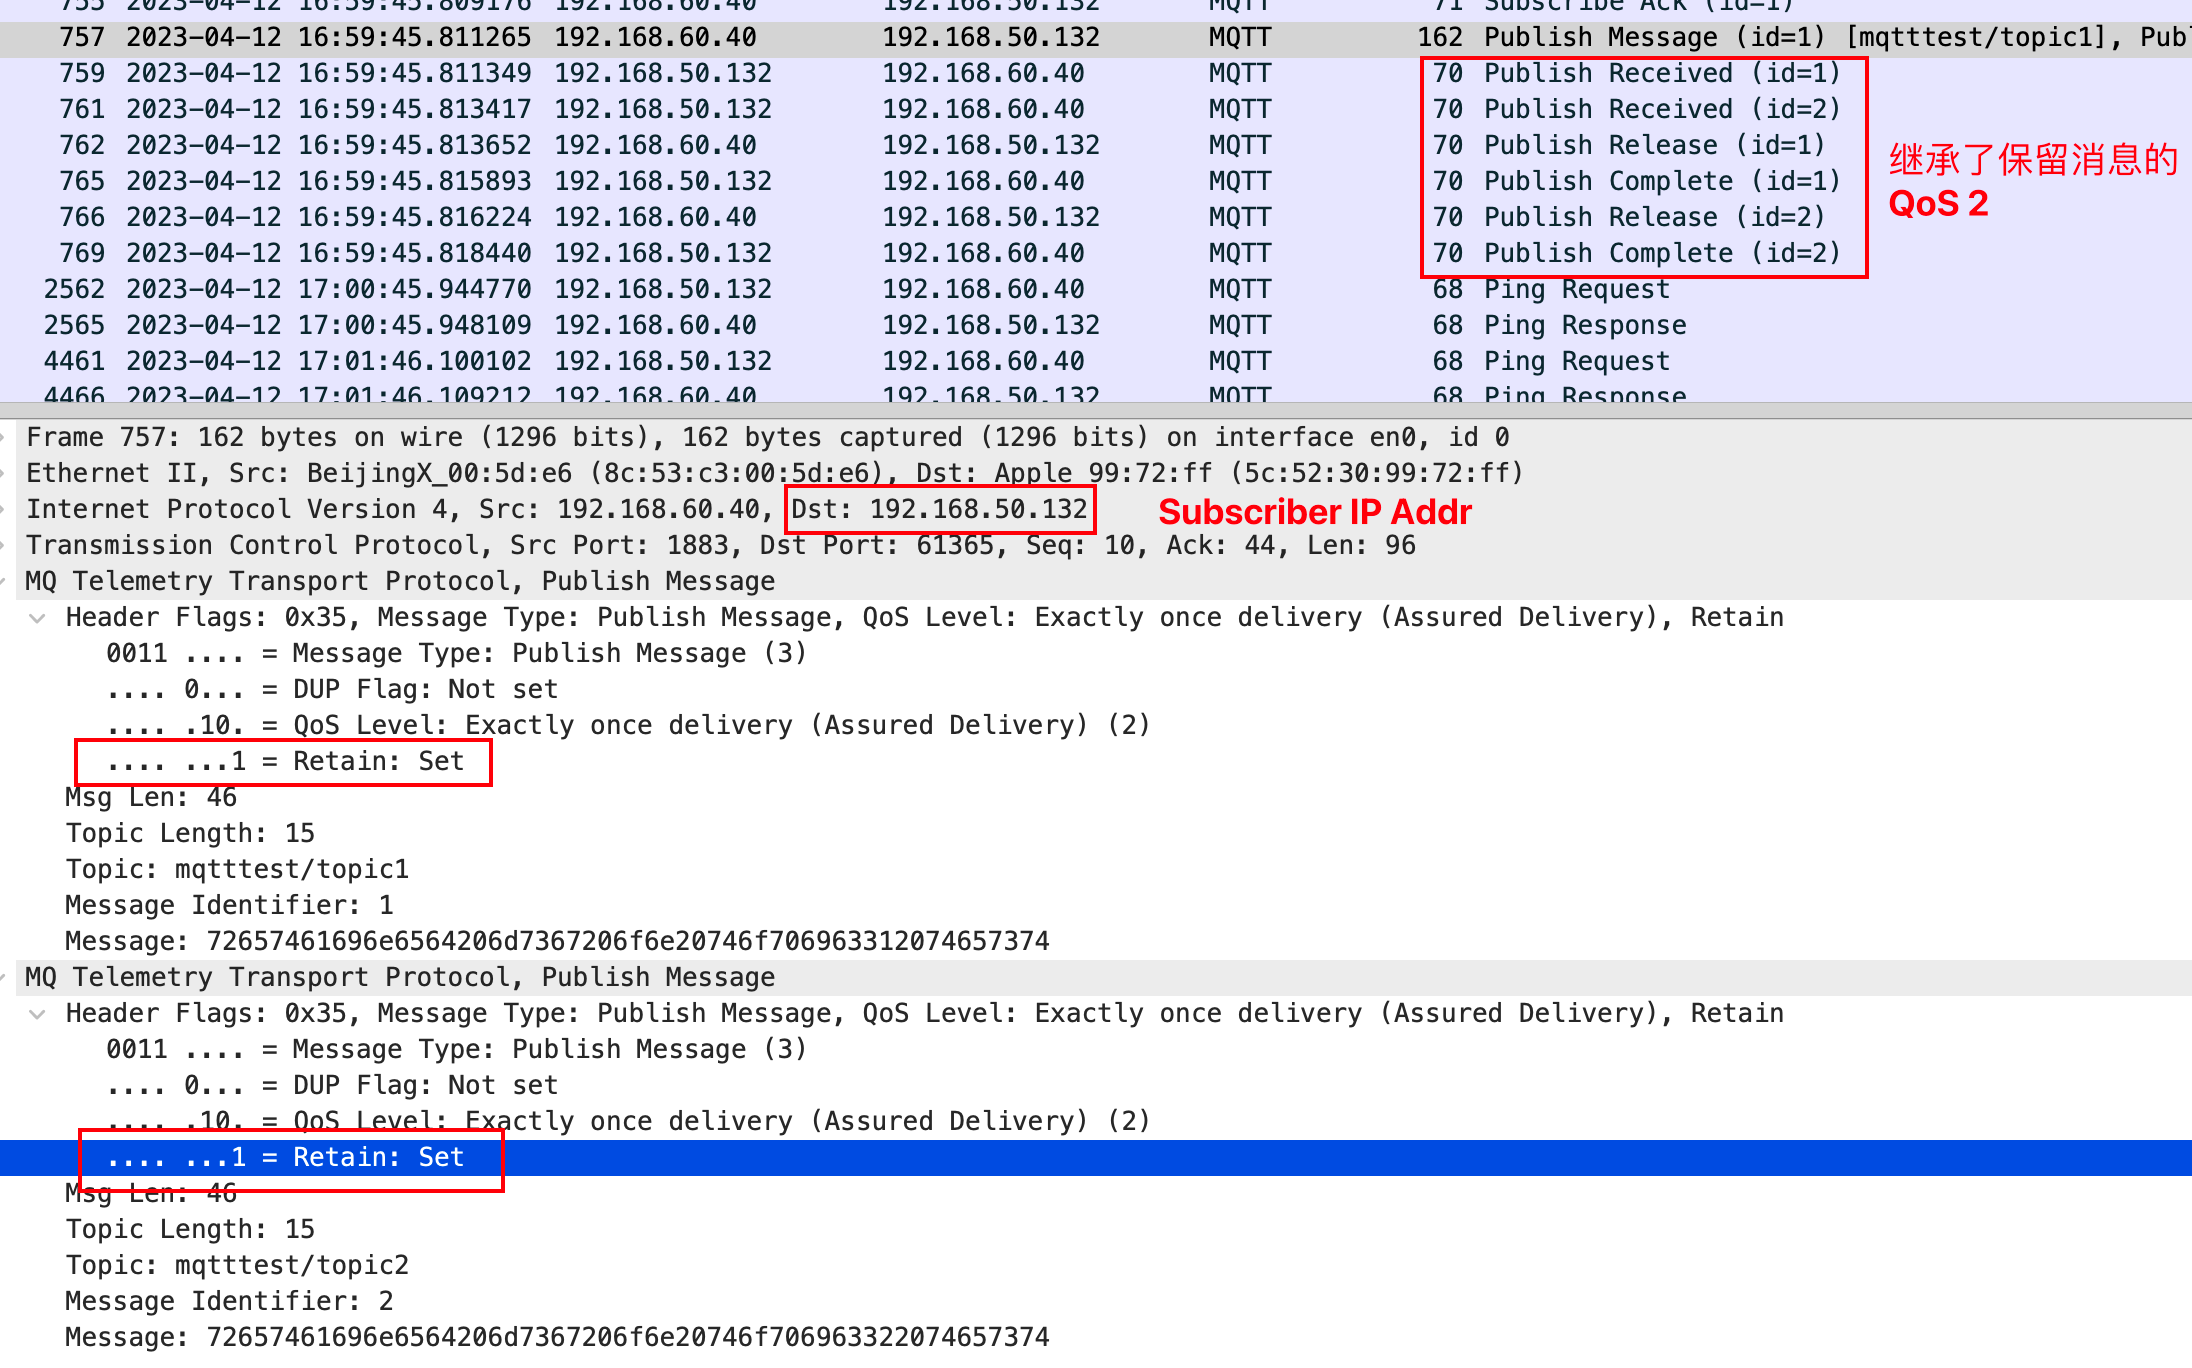 755 2023-04-12 16:59:45.809176 192.168.60.40 192.168.50.132 MQTT 71 Subscribe Ack (id=1)
757 2023-04-12 16:59:45.811265 192.168.60.40 192.168.50.132 MQTT 162 Publish Message (id=1) [mqtttest/topic1], Publ
759 2023-04-12 16:59:45.811349 192.168.50.132 192.168.60.40 MQTT 70 Publish Received (id=1)
761 2023-04-12 16:59:45.813417 192.168.50.132 192.168.60.40 MQTT 70 Publish Received (id=2)
762 2023-04-12 16:59:45.813652 192.168.60.40 192.168.50.132 MQTT 70 Publish Release (id=1)
765 2023-04-12 16:59:45.815893 192.168.50.132 192.168.60.40 MQTT 70 Publish Complete (id=1)
766 2023-04-12 16:59:45.816224 192.168.60.40 192.168.50.132 MQTT 70 Publish Release (id=2)
769 2023-04-12 16:59:45.818440 192.168.50.132 192.168.60.40 MQTT 70 Publish Complete (id=2)
继承了保留消息的
QoS 2
2562 2023-04-12 17:00:45.944770 192.168.50.132 192.168.60.40 MQTT 68 Ping Request
2565 2023-04-12 17:00:45.948109 192.168.60.40 192.168.50.132 MQTT 68 Ping Response
4461 2023-04-12 17:01:46.100102 192.168.50.132 192.168.60.40 MQTT 68 Ping Request
4466 2023-04-12 17:01:46.109212 192.168.60.40 192.168.50.132 MQTT 68 Ping Response
Frame 757: 162 bytes on wire (1296 bits), 162 bytes captured (1296 bits) on interface en0, id 0
Ethernet II, Src: BeijingX_00:5d:e6 (8c:53:c3:00:5d:e6), Dst: Apple_99:72:ff (5c:52:30:99:72:ff)
Internet Protocol Version 4, Src: 192.168.60.40, Dst: 192.168.50.132 Subscriber IP Addr
Transmission Control Protocol, Src Port: 1883, Dst Port: 61365, Seq: 10, Ack: 44, Len: 96
MQ Telemetry Transport Protocol, Publish Message
Header Flags: 0x35, Message Type: Publish Message, QoS Level: Exactly once delivery (Assured Delivery), Retain
0011 .... = Message Type: Publish Message (3)
.... 0... = DUP Flag: Not set
.... .10. = QoS Level: Exactly once delivery (Assured Delivery) (2)
.... ...1 = Retain: Set
Msg Len: 46
Topic Length: 15
Topic: mqtttest/topic1
Message Identifier: 1
Message: 72657461696e6564206d7367206f6e20746f706963312074657374
MQ Telemetry Transport Protocol, Publish Message
Header Flags: 0x35, Message Type: Publish Message, QoS Level: Exactly once delivery (Assured Delivery), Retain
0011 .... = Message Type: Publish Message (3)
.... 0... = DUP Flag: Not set
.... .10. = QoS Level: Exactly once delivery (Assured Delivery) (2)
.... ...1 = Retain: Set
Msg Len: 46
Topic Length: 15
Topic: mqtttest/topic2
Message Identifier: 2
Message: 72657461696e6564206d7367206f6e20746f706963322074657374